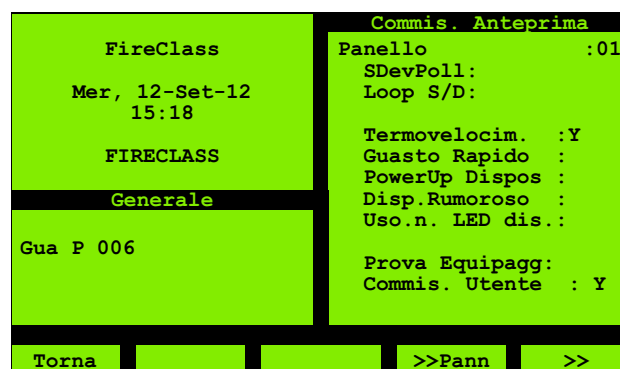 FireClass
Mer, 12-Set-12
15:18
FIRECLASS
Generale
Gua P 006
Commis. Anteprima
Panello :01
SDevPoll:
Loop S/D:
Termovelocim. :Y
Guasto Rapido :
PowerUp Dispos :
Disp.Rumoroso :
Uso.n. LED dis.:
Prova Equipagg:
Commis. Utente : Y
Torna >>Pann >>